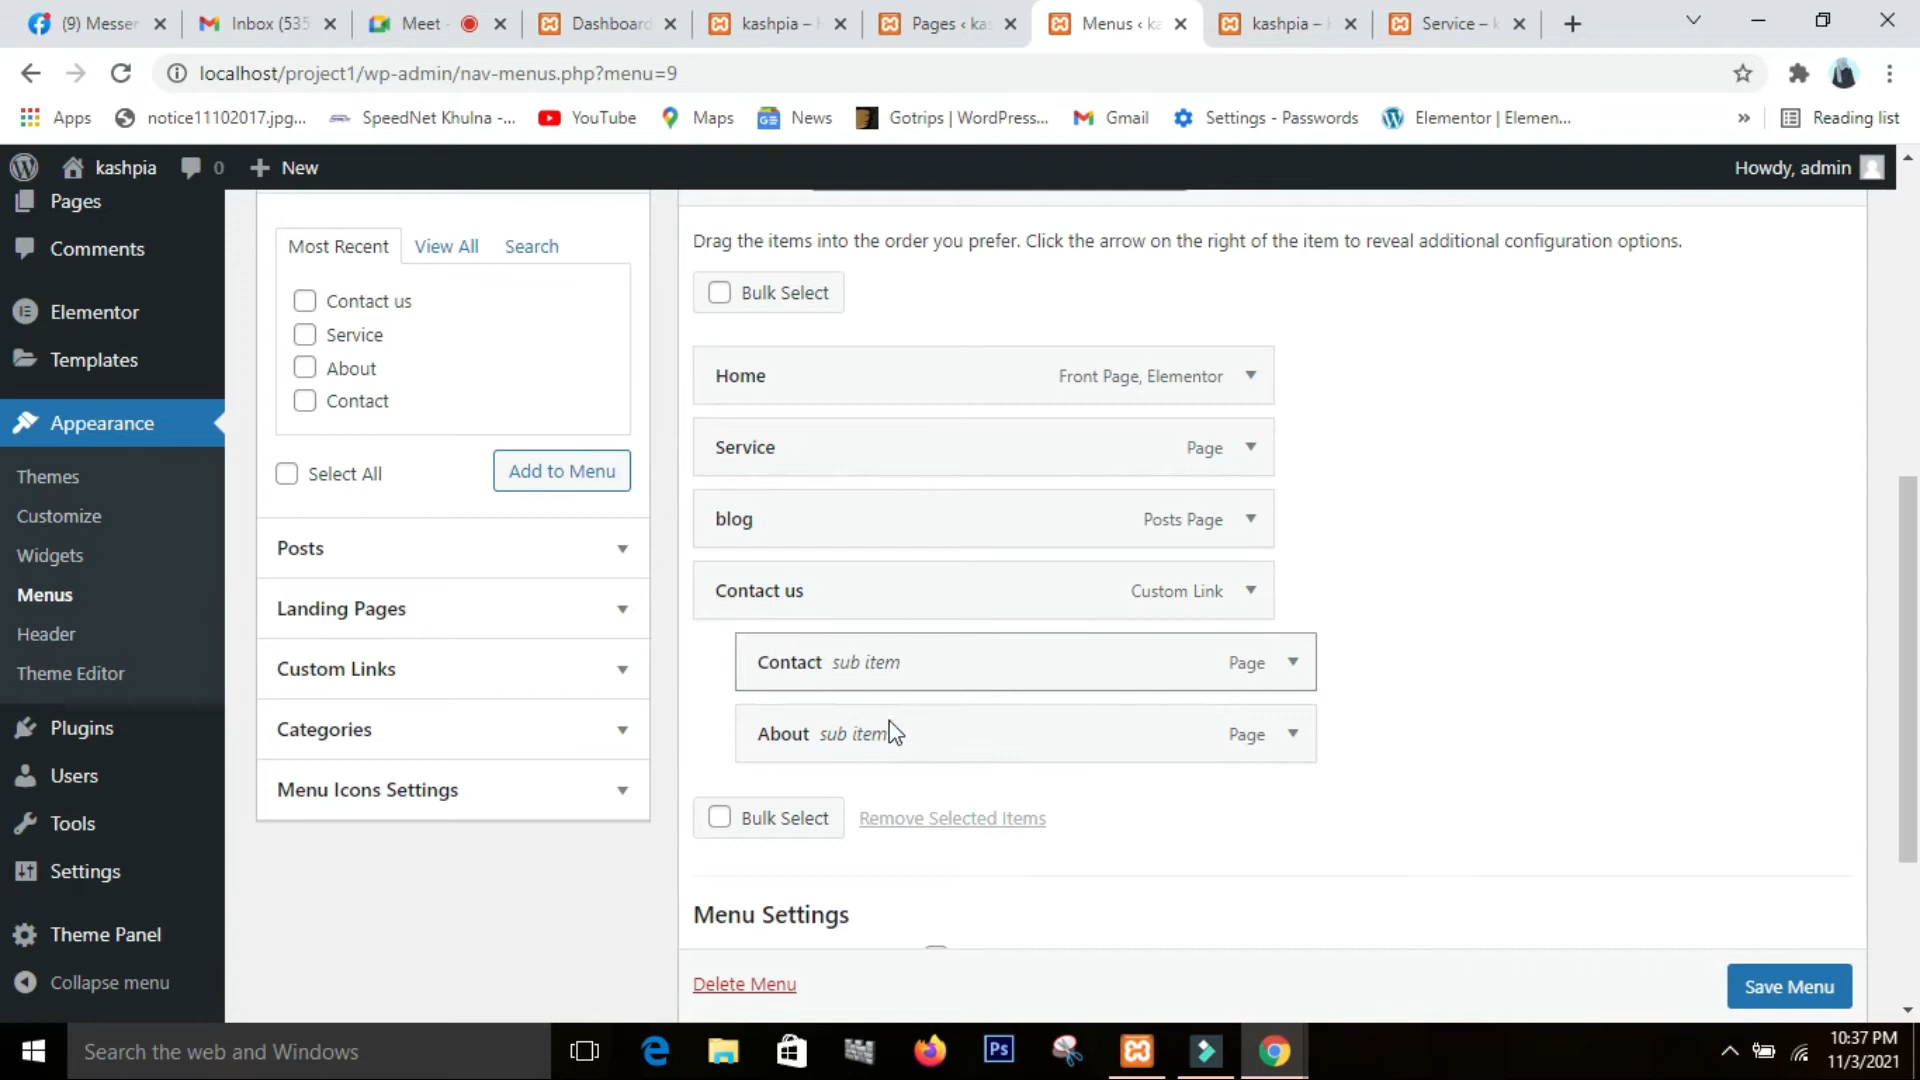 (9) Messer
Inbox (535
Meet -
Dashboard
kashpia –
Pages ‹ ka
Menus ‹ ka
kashpia –
Service –
localhost/project1/wp-admin/nav-menus.php?menu=9
Apps
notice11102017.jpg...
SpeedNet Khulna -...
YouTube
Maps
News
Gotrips | WordPress...
Gmail
Settings - Passwords
Elementor | Elemen...
»
Reading list
kashpia
0
New
Howdy, admin
Pages
Comments
Elementor
Templates
Appearance
Themes
Customize
Widgets
Menus
Header
Theme Editor
Plugins
Users
Tools
Settings
Theme Panel
Collapse menu
Most Recent
View All
Search
Contact us
Service
About
Contact
Select All
Add to Menu
Posts
Landing Pages
Custom Links
Categories
Menu Icons Settings
Drag the items into the order you prefer. Click the arrow on the right of the item to reveal additional configuration options.
Bulk Select
Home
Front Page, Elementor
Service
Page
blog
Posts Page
Contact us
Custom Link
Contact sub item
Page
About sub item
Page
Bulk Select
Remove Selected Items
Menu Settings
Delete Menu
Save Menu
Search the web and Windows
Ps
10:37 PM
11/3/2021